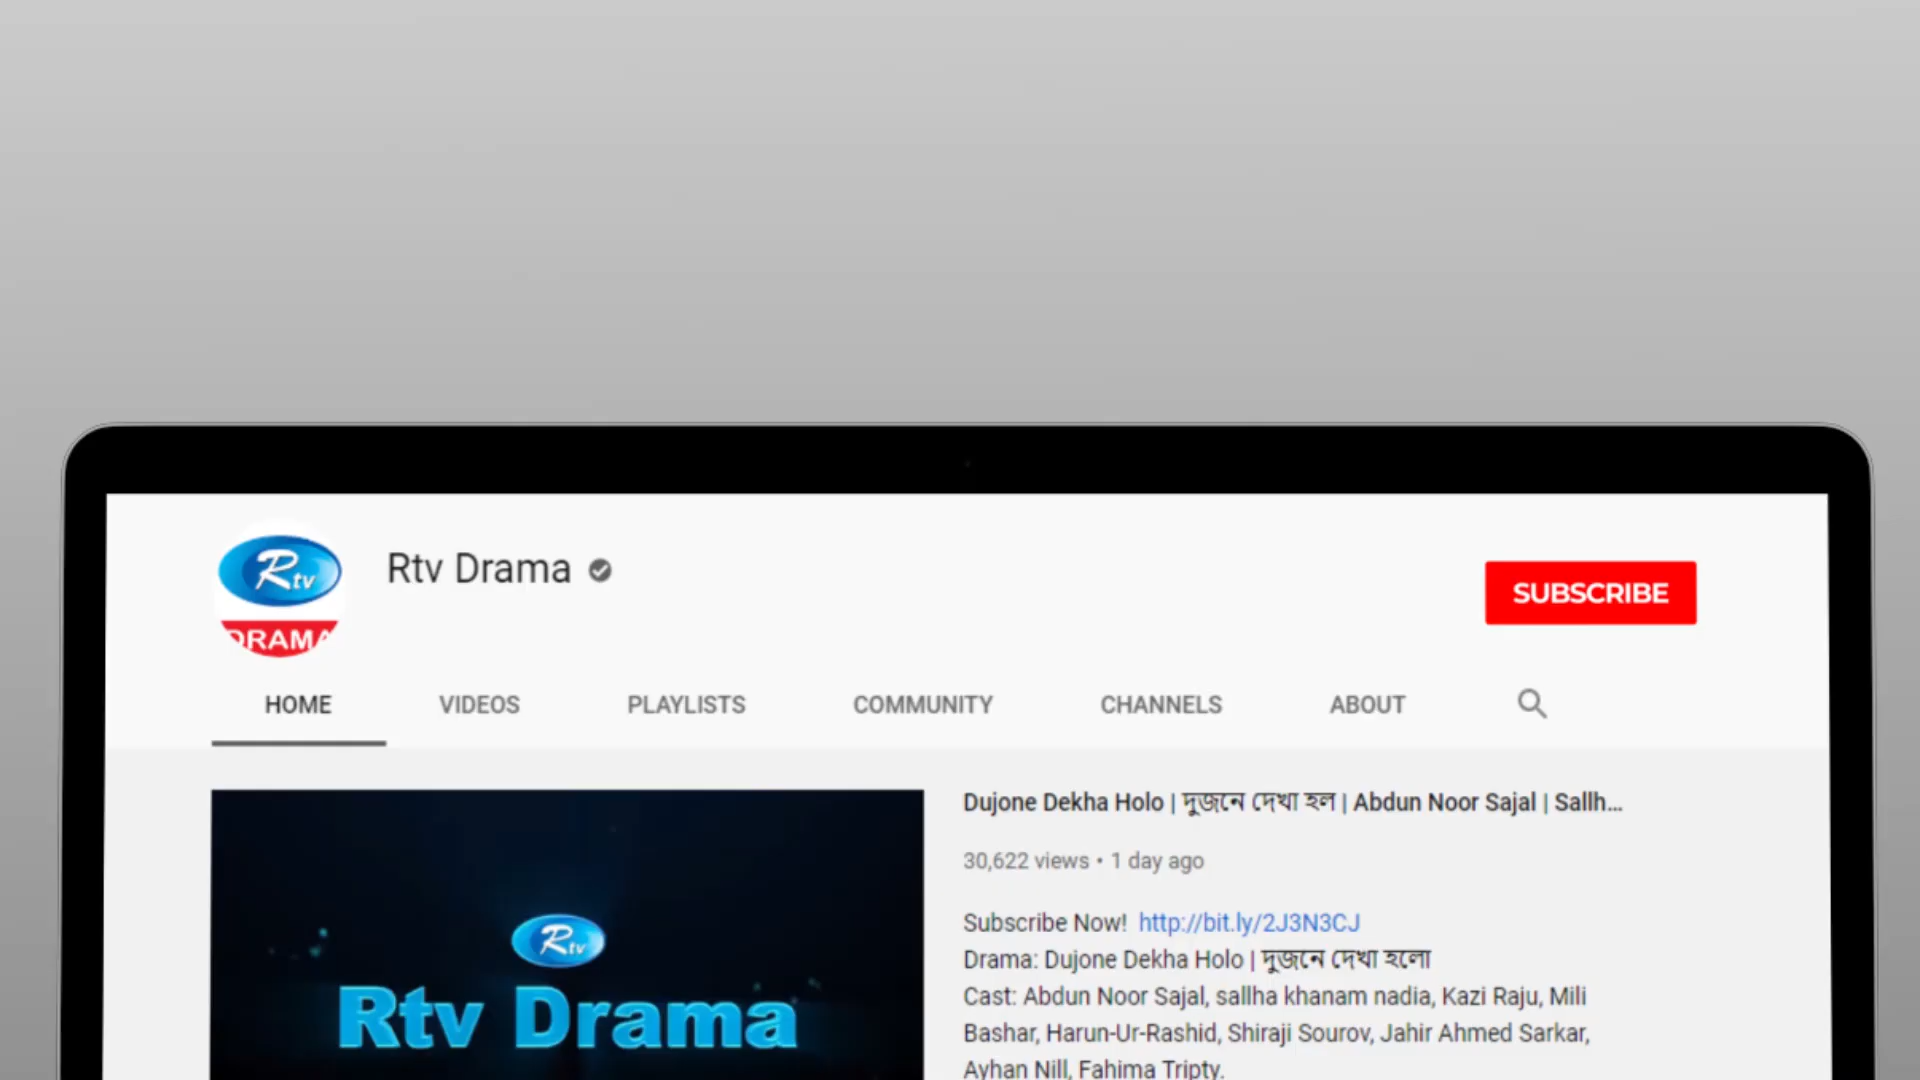 Rtv
DRAMA
Rtv Drama
SUBSCRIBE
HOME
VIDEOS
PLAYLISTS
COMMUNITY
CHANNELS
ABOUT
Rtv
Rtv Drama
Dujone Dekha Holo | দুজনে দেখা হল | Abdun Noor Sajal | Sallh...
30,622 views • 1 day ago
Subscribe Now! http://bit.ly/2J3N3CJ
Drama: Dujone Dekha Holo | দুজনে দেখা হলো
Cast: Abdun Noor Sajal, sallha khanam nadia, Kazi Raju, Mili
Bashar, Harun-Ur-Rashid, Shiraji Sourov, Jahir Ahmed Sarkar,
Ayhan Nill, Fahima Tripty.